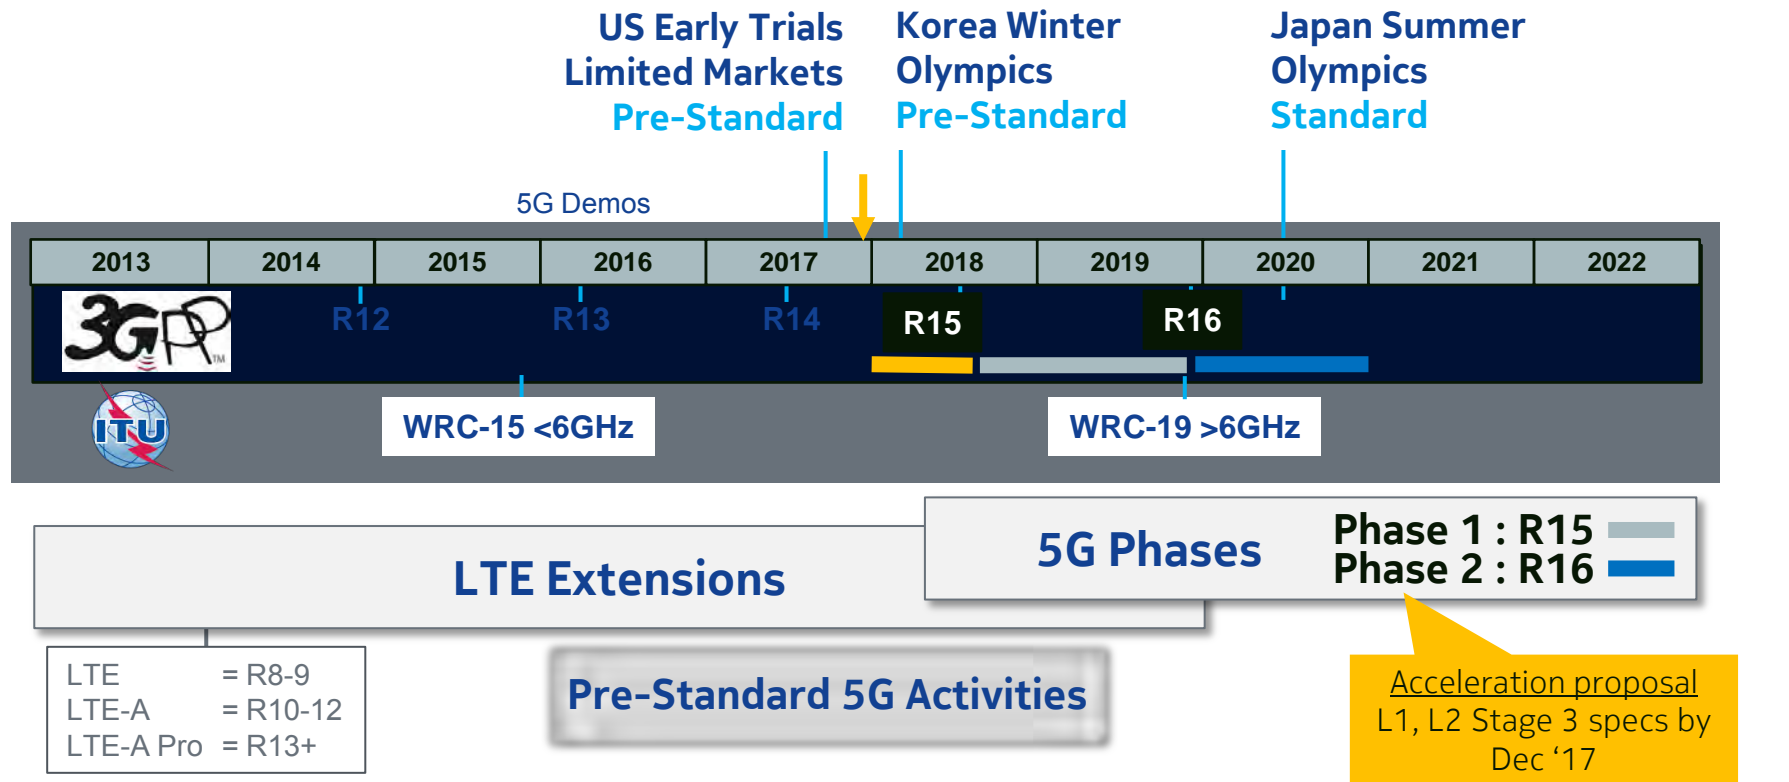 US Early Trials
Limited Markets
Pre-Standard
Korea Winter
Olympics
Pre-Standard
Japan Summer
Olympics
Standard
5G Demos
2013 2014 2015 2016 2017 2018 2019 2020 2021 2022
3GPP TM
R12 R13 R14 R15 R16
ITU
WRC-15 <6GHz
WRC-19 >6GHz
LTE Extensions
5G Phases
Phase 1 : R15
Phase 2 : R16
LTE = R8-9
LTE-A = R10-12
LTE-A Pro = R13+
Pre-Standard 5G Activities
Acceleration proposal
L1, L2 Stage 3 specs by
Dec ‘17